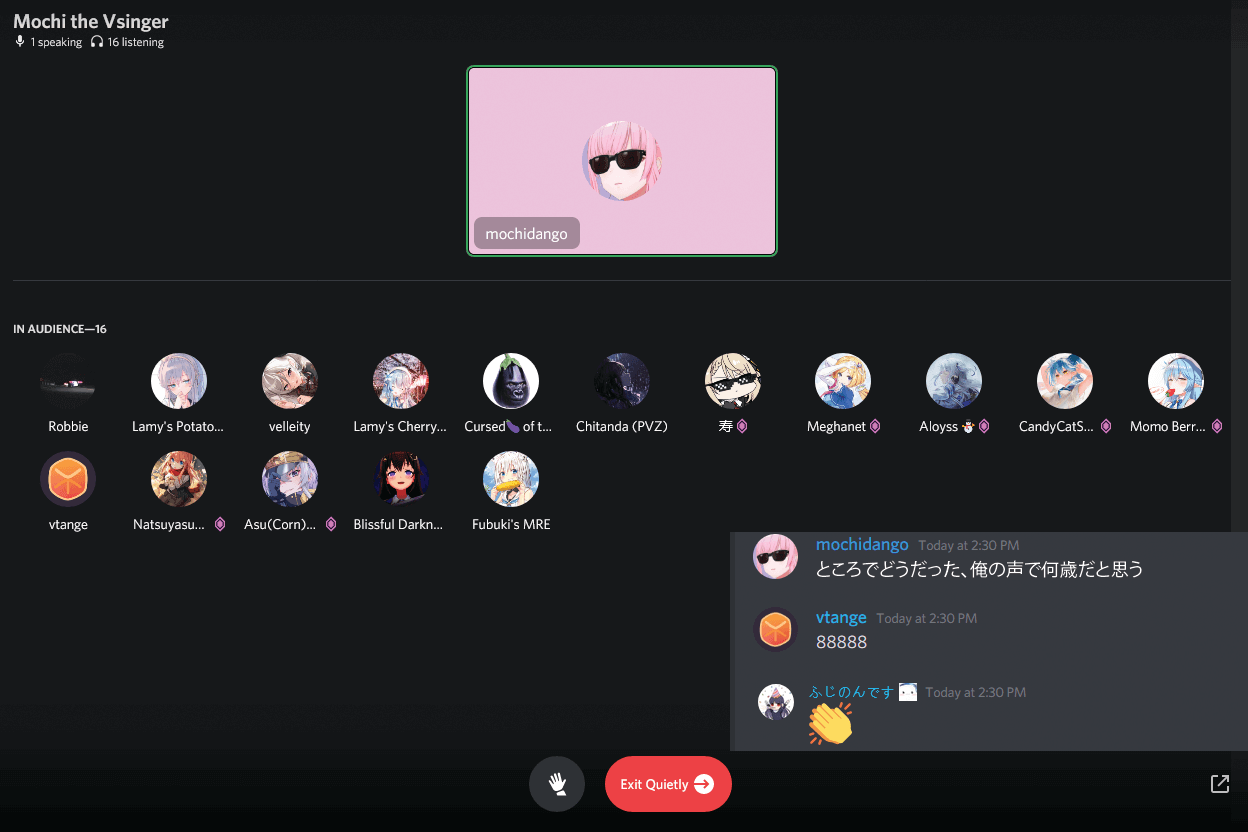 Mochi the Vsinger
1 speaking 16 listening
mochidango
IN AUDIENCE—16
Robbie Lamy's Potato... velleity Lamy's Cherry... Cursed🍆 of t... Chitanda (PVZ) 寿 Meghanet Aloyss ⛄ CandyCatS... Momo Berr...
vtange Natsuyasu... Asu(Corn)... Blissful Darkn... Fubuki's MRE
mochidango Today at 2:30 PM
ところでどうだった、俺の声で何歳だと思う
vtange Today at 2:30 PM
88888
ふじのんです Today at 2:30 PM
👏
Exit Quietly